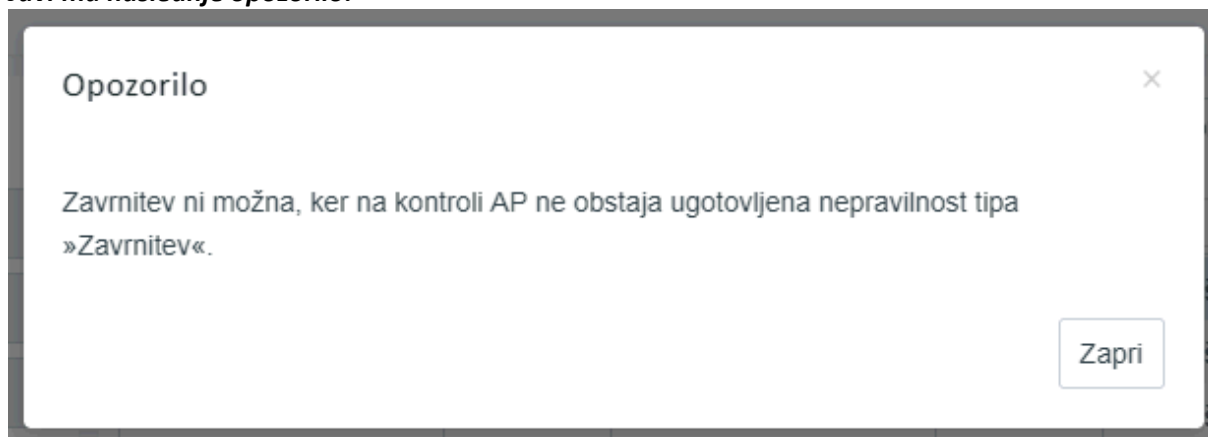 Opozorilo
Zavrnitev ni možna, ker na kontroli AP ne obstaja ugotovljena nepravilnost tipa
»Zavrnitev«.
Zapri